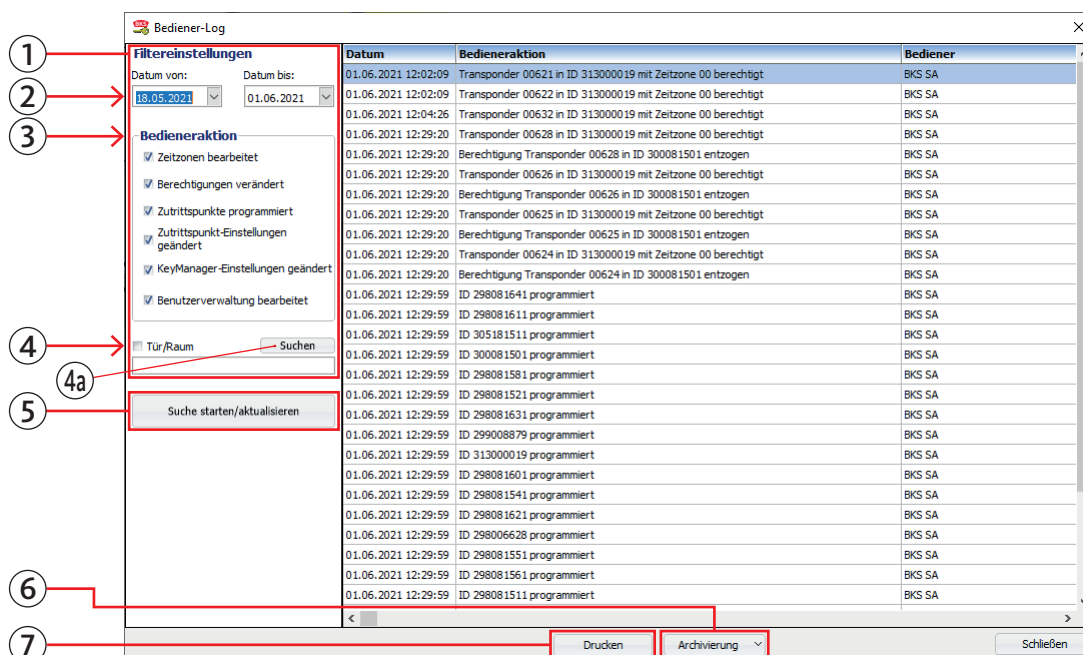 BKS Bediener-Log
1
Filtereinstellungen
Datum von: Datum bis:
2
18.05.2021 01.06.2021
3
Bedieneraktion
Zeitzonen bearbeitet
Berechtigungen verändert
Zutrittspunkte programmiert
Zutrittspunkt-Einstellungen
geändert
KeyManager-Einstellungen geändert
Benutzerverwaltung bearbeitet
4
Tür/Raum Suchen
4a
5
Suche starten/aktualisieren
Datum Bedieneraktion Bediener
01.06.2021 12:02:09 Transponder 00621 in ID 313000019 mit Zeitzone 00 berechtigt BKS SA
01.06.2021 12:02:09 Transponder 00622 in ID 313000019 mit Zeitzone 00 berechtigt BKS SA
01.06.2021 12:04:26 Transponder 00632 in ID 313000019 mit Zeitzone 00 berechtigt BKS SA
01.06.2021 12:29:20 Transponder 00628 in ID 313000019 mit Zeitzone 00 berechtigt BKS SA
01.06.2021 12:29:20 Berechtigung Transponder 00628 in ID 300081501 entzogen BKS SA
01.06.2021 12:29:20 Transponder 00626 in ID 313000019 mit Zeitzone 00 berechtigt BKS SA
01.06.2021 12:29:20 Berechtigung Transponder 00626 in ID 300081501 entzogen BKS SA
01.06.2021 12:29:20 Transponder 00625 in ID 313000019 mit Zeitzone 00 berechtigt BKS SA
01.06.2021 12:29:20 Berechtigung Transponder 00625 in ID 300081501 entzogen BKS SA
01.06.2021 12:29:20 Transponder 00624 in ID 313000019 mit Zeitzone 00 berechtigt BKS SA
01.06.2021 12:29:20 Berechtigung Transponder 00624 in ID 300081501 entzogen BKS SA
01.06.2021 12:29:59 ID 298081641 programmiert BKS SA
01.06.2021 12:29:59 ID 298081611 programmiert BKS SA
01.06.2021 12:29:59 ID 305181511 programmiert BKS SA
01.06.2021 12:29:59 ID 300081501 programmiert BKS SA
01.06.2021 12:29:59 ID 298081581 programmiert BKS SA
01.06.2021 12:29:59 ID 298081521 programmiert BKS SA
01.06.2021 12:29:59 ID 298081631 programmiert BKS SA
01.06.2021 12:29:59 ID 299008879 programmiert BKS SA
01.06.2021 12:29:59 ID 313000019 programmiert BKS SA
01.06.2021 12:29:59 ID 298081601 programmiert BKS SA
01.06.2021 12:29:59 ID 298081541 programmiert BKS SA
01.06.2021 12:29:59 ID 298081621 programmiert BKS SA
01.06.2021 12:29:59 ID 298006628 programmiert BKS SA
01.06.2021 12:29:59 ID 298081551 programmiert BKS SA
01.06.2021 12:29:59 ID 298081561 programmiert BKS SA
01.06.2021 12:29:59 ID 298081511 programmiert BKS SA
6
7
Drucken Archivierung Schließen